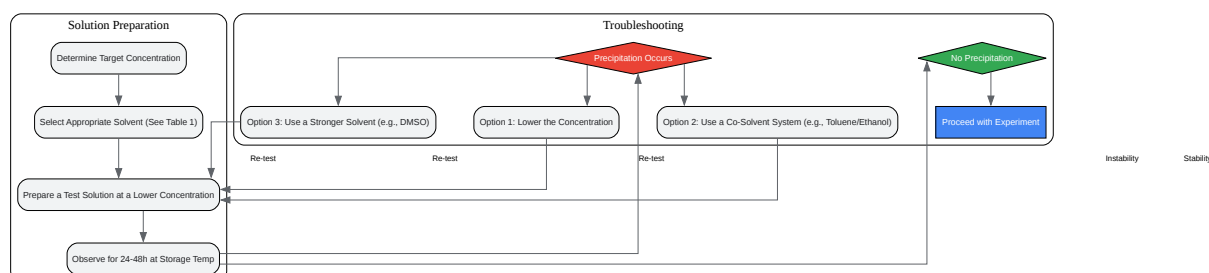 Solution Preparation
Troubleshooting
Determine Target Concentration
Precipitation Occurs
No Precipitation
Select Appropriate Solvent (See Table 1)
Option 3: Use a Stronger Solvent (e.g., DMSO)
Option 1: Lower the Concentration
Option 2: Use a Co-Solvent System (e.g., Toluene/Ethanol)
Proceed with Experiment
Re-test
Re-test
Re-test
Instability
Stability
Prepare a Test Solution at a Lower Concentration
Observe for 24-48h at Storage Temp